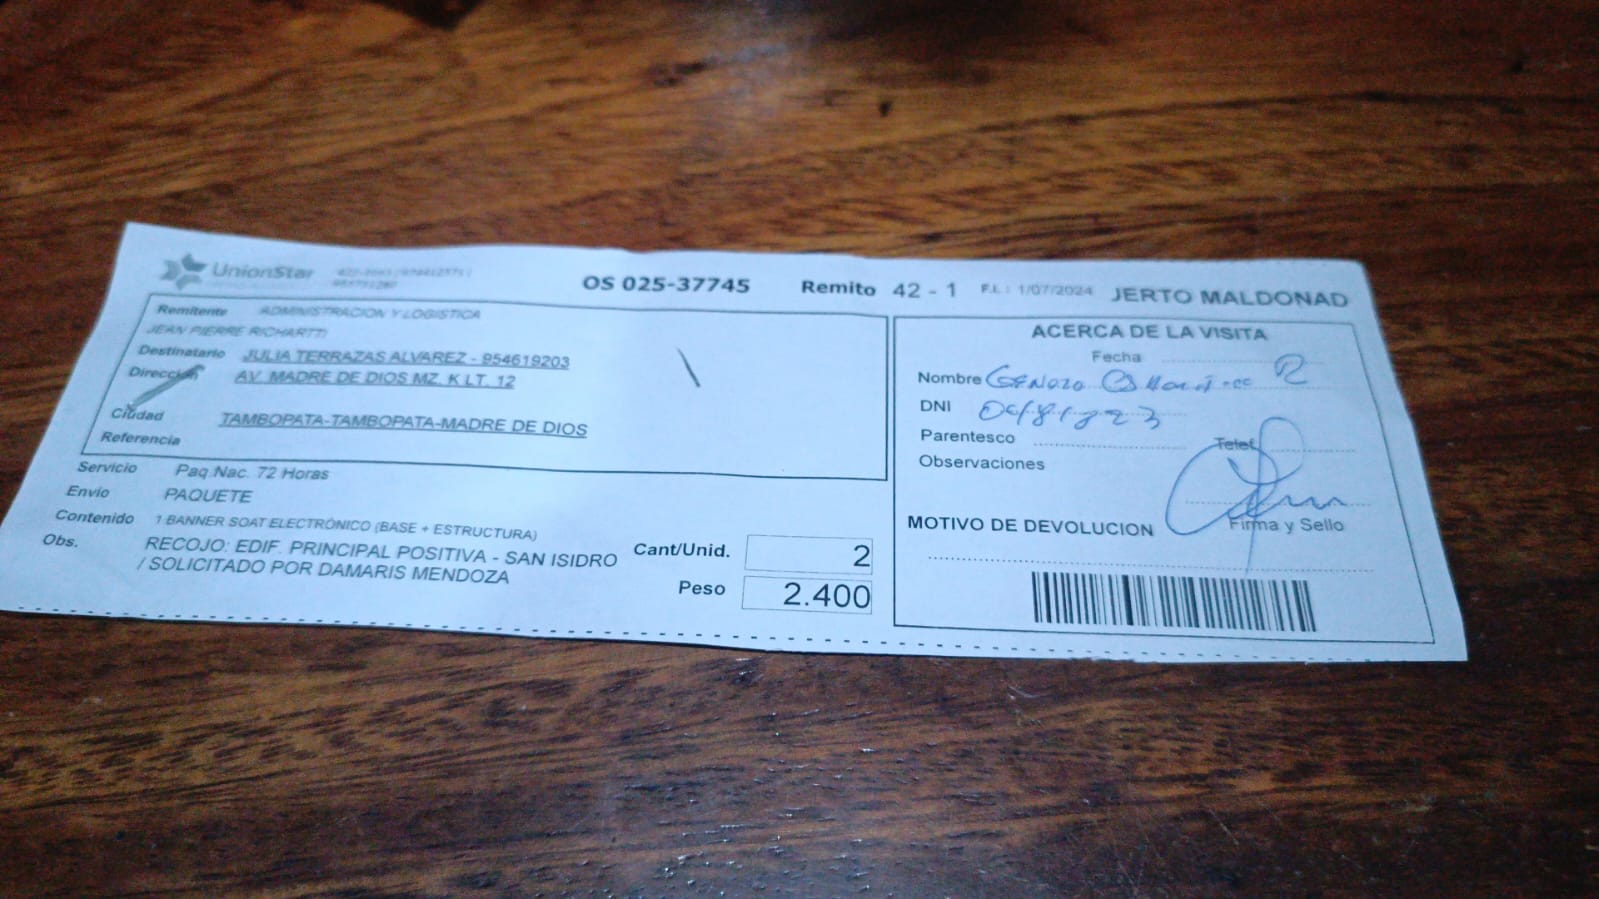 UnionStar
OS 025-37745 Remito 42 - 1 F.I.: 1/07/2024 JERTO MALDONAD
Remitente ADMINISTRACION Y LOGISTICA
JEAN PIERRE RICHARTTI
Destinatario JULIA TERRAZAS ALVAREZ - 954619203
Dirección AV. MADRE DE DIOS MZ. K LT. 12
Ciudad TAMBOPATA-TAMBOPATA-MADRE DE DIOS
Referencia
Servicio Paq.Nac. 72 Horas
Envio PAQUETE
Contenido 1 BANNER SOAT ELECTRÓNICO (BASE + ESTRUCTURA)
Obs. RECOJO: EDIF. PRINCIPAL POSITIVA - SAN ISIDRO
/ SOLICITADO POR DAMARIS MENDOZA
Cant/Unid. 2
Peso 2.400
ACERCA DE LA VISITA
Fecha
Nombre
DNI
Parentesco Telef.
Observaciones
Firma y Sello
MOTIVO DE DEVOLUCION